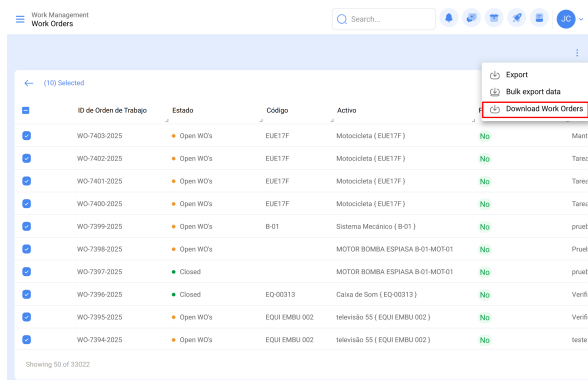 Work Management
Work Orders
Search...
JC
(10) Selected
Export
Bulk export data
Download Work Orders
ID de Orden de Trabajo Estado Código Activo
WO-7403-2025 Open WO's EUE17F Motocicleta { EUE17F } No Mant
WO-7402-2025 Open WO's EUE17F Motocicleta { EUE17F } No Tarea
WO-7401-2025 Open WO's EUE17F Motocicleta { EUE17F } No Tarea
WO-7400-2025 Open WO's EUE17F Motocicleta { EUE17F } No Tarea
WO-7399-2025 Open WO's B-01 Sistema Mecánico { B-01 } No prueb
WO-7398-2025 Open WO's MOTOR BOMBA ESPIASA B-01-MOT-01 No Prueb
WO-7397-2025 Closed MOTOR BOMBA ESPIASA B-01-MOT-01 No prueb
WO-7396-2025 Closed EQ-00313 Caixa de Som { EQ-00313 } No Verifi
WO-7395-2025 Open WO's EQUI EMBU 002 televisão 55 { EQUI EMBU 002 } No Verifi
WO-7394-2025 Open WO's EQUI EMBU 002 televisão 55 { EQUI EMBU 002 } No teste
Showing 50 of 33022